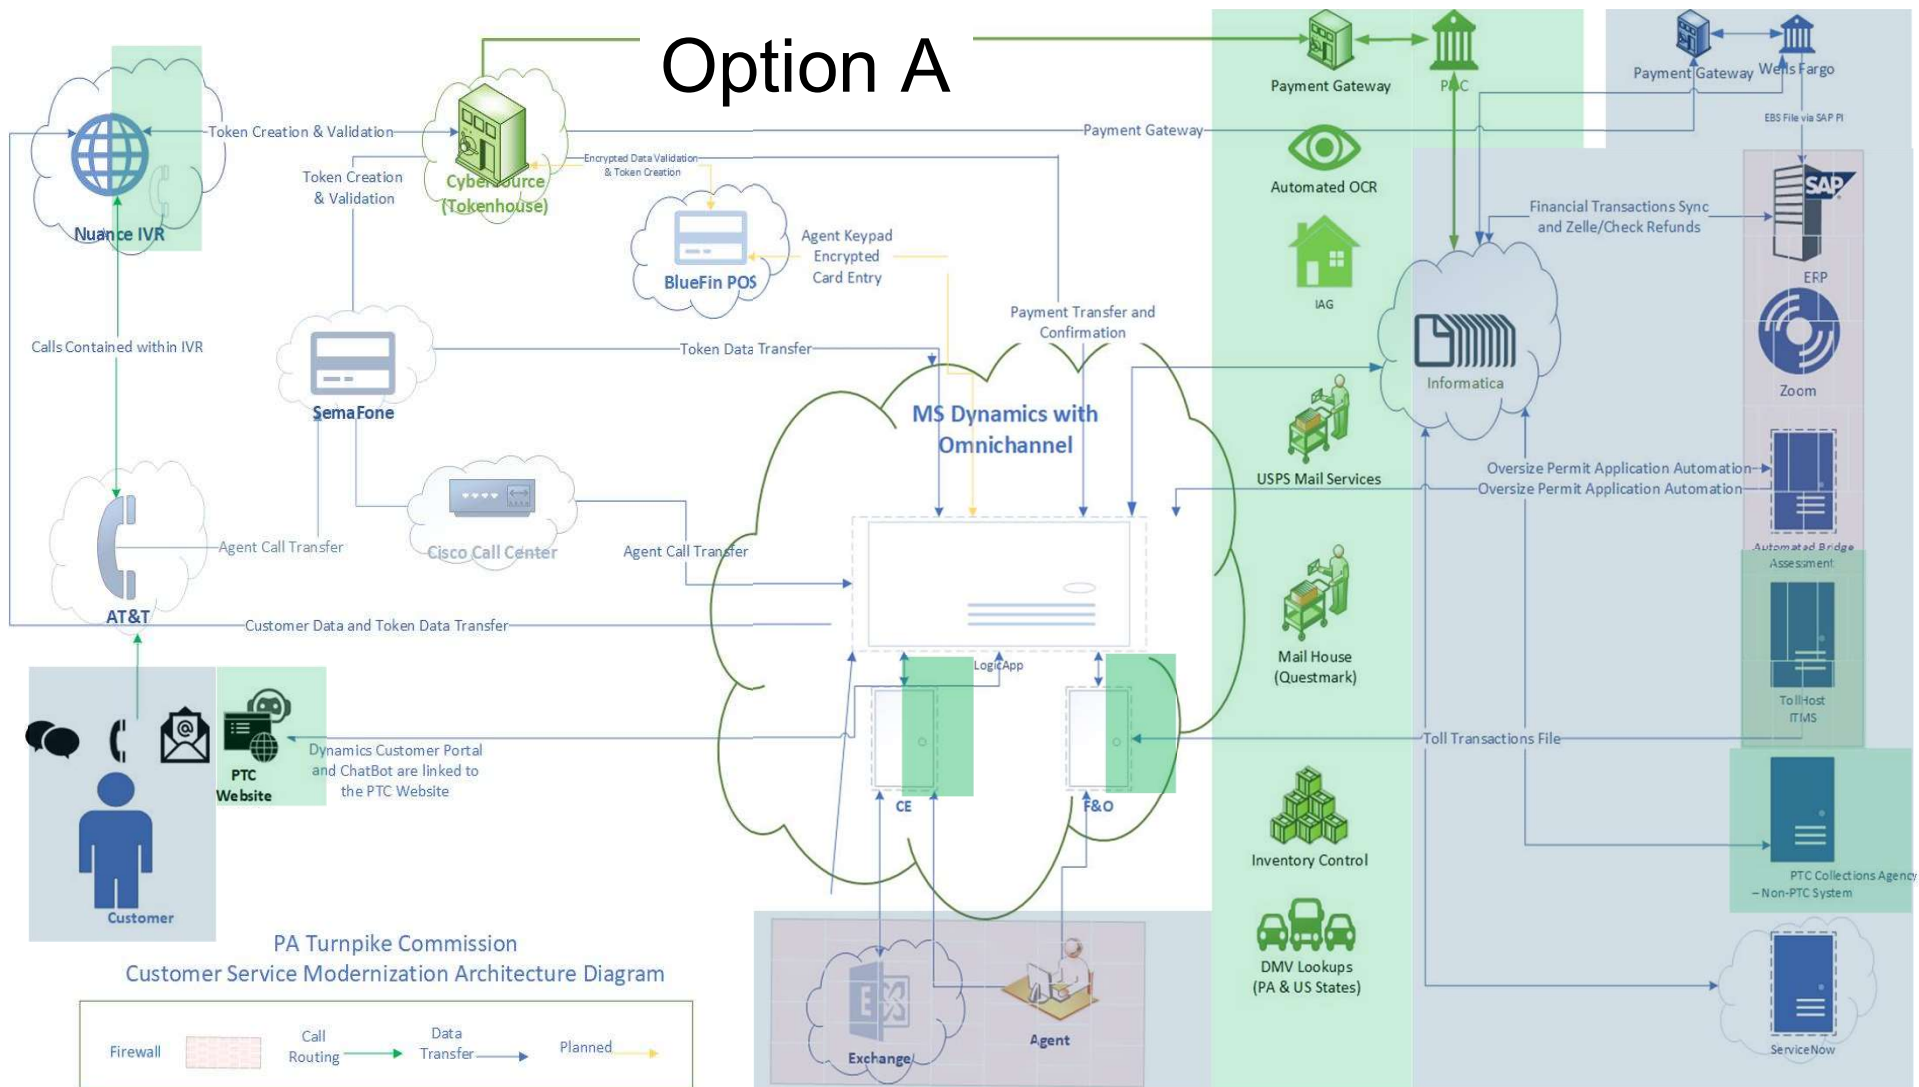 Option A
Payment Gateway
Payment Gateway
Wells Fargo
EBS File via SAP PI
Token Creation & Validation
Payment Gateway
Encrypted Data Validation
& Token Creation
Token Creation
& Validation
Cybersource
(Tokenhouse)
Automated OCR
SAP
Financial Transactions Sync
and Zelle/Check Refunds
Nuance IVR
Agent Keypad
Encrypted
Card Entry
BlueFin POS
ERP
IAG
Payment Transfer and
Confirmation
Calls Contained within IVR
Token Data Transfer
Informatica
Zoom
SemaFone
MS Dynamics with
Omnichannel
USPS Mail Services
Oversize Permit Application Automation
Oversize Permit Application Automation
Agent Call Transfer
Cisco Call Center
Agent Call Transfer
Automated Bridge
Assessment
AT&T
Customer Data and Token Data Transfer
LogicApp
Mail House
(Questmark)
TollHost
ITMS
Toll Transactions File
Dynamics Customer Portal
and ChatBot are linked to
the PTC Website
PTC
Website
CE
F&O
Inventory Control
PTC Collections Agency
– Non-PTC System
Customer
PA Turnpike Commission
Customer Service Modernization Architecture Diagram
DMV Lookups
(PA & US States)
Firewall
Call
Routing
Data
Transfer
Planned
E
Exchange
Agent
ServiceNow